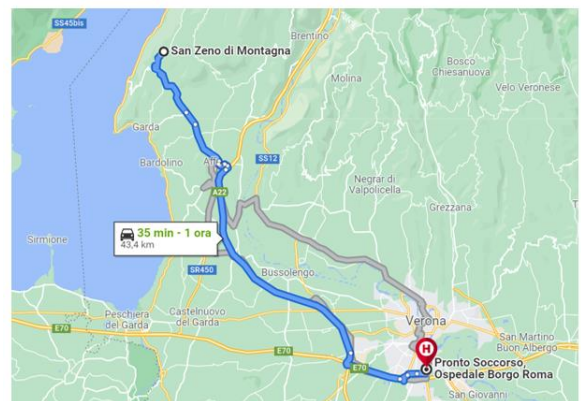 SS45bis
Brentino
San Zeno di Montagna
Bosco
Chiesanuova
Molina
Velo Veronese
Garda
Bardolino
Aff
SS12
A22
Negrar di
Valpolicella
Grezzana
35 min - 1 ora
43,4 km
Sirmione
SR450
Bussolengo
Peschiera
del Garda
Castelnuovo
del Garda
Verona
E70
E70
E70
San Martino
Buon Albergo
H
Pronto Soccorso,
Ospedale Borgo Roma
San Giovanni